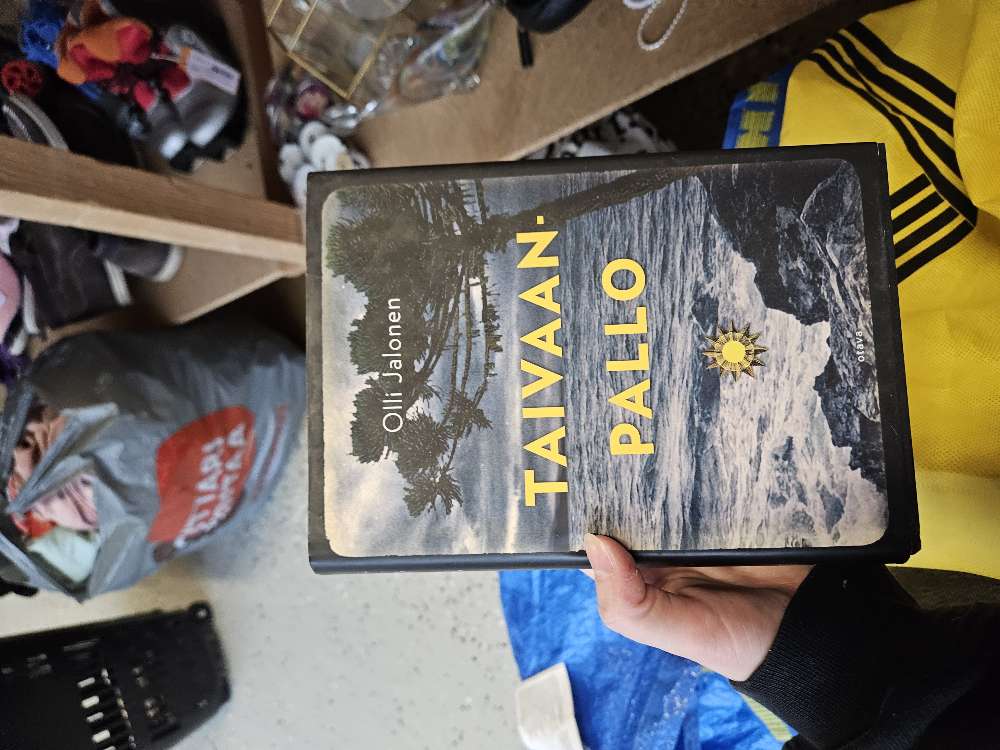 Olli Jalonen
TAIVAAN-
PALLO
otava